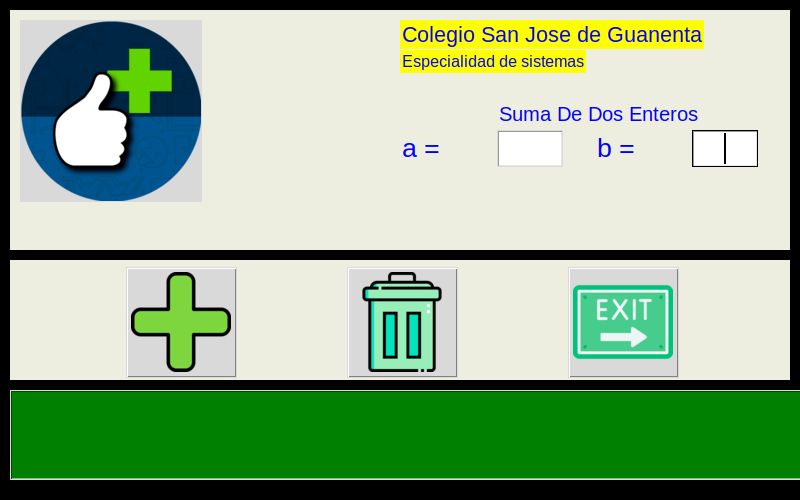 Colegio San Jose de Guanenta
Especialidad de sistemas
Suma De Dos Enteros
a =
b =
EXIT